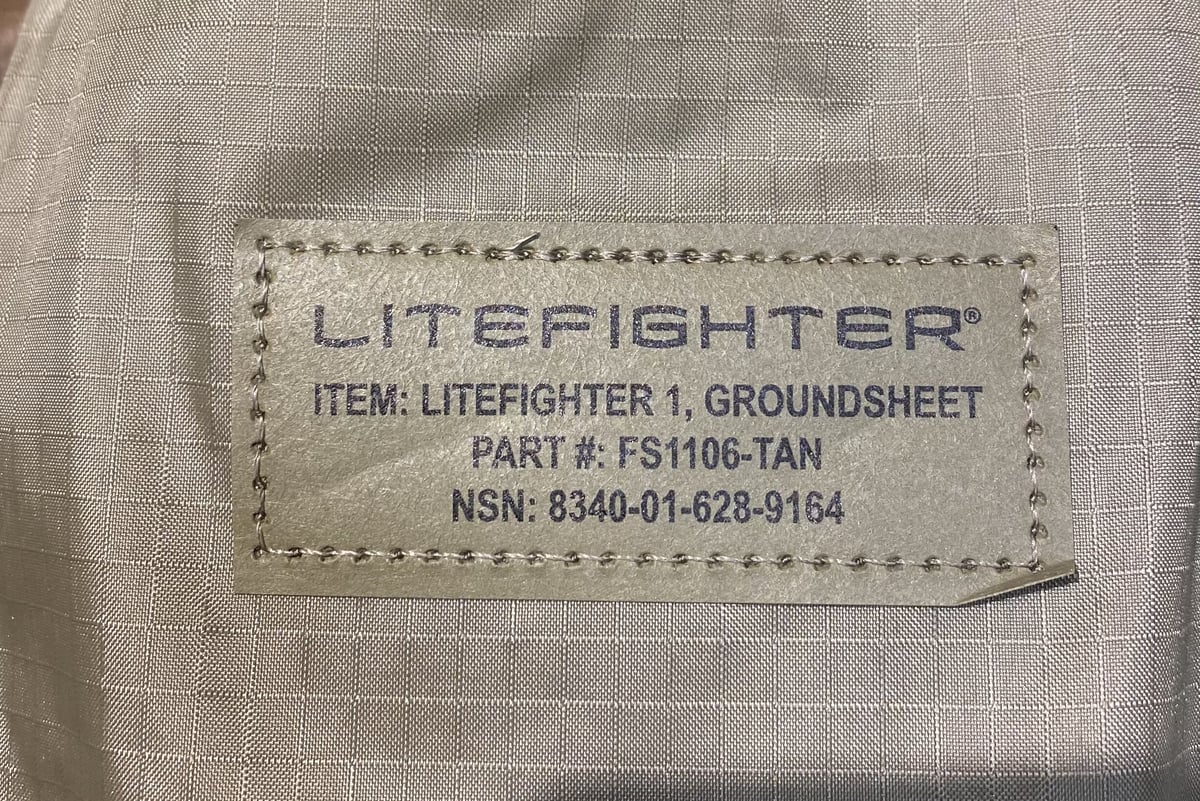 LITEFIGHTER®
ITEM: LITEFIGHTER 1, GROUNDSHEET
PART #: FS1106-TAN
NSN: 8340-01-628-9164